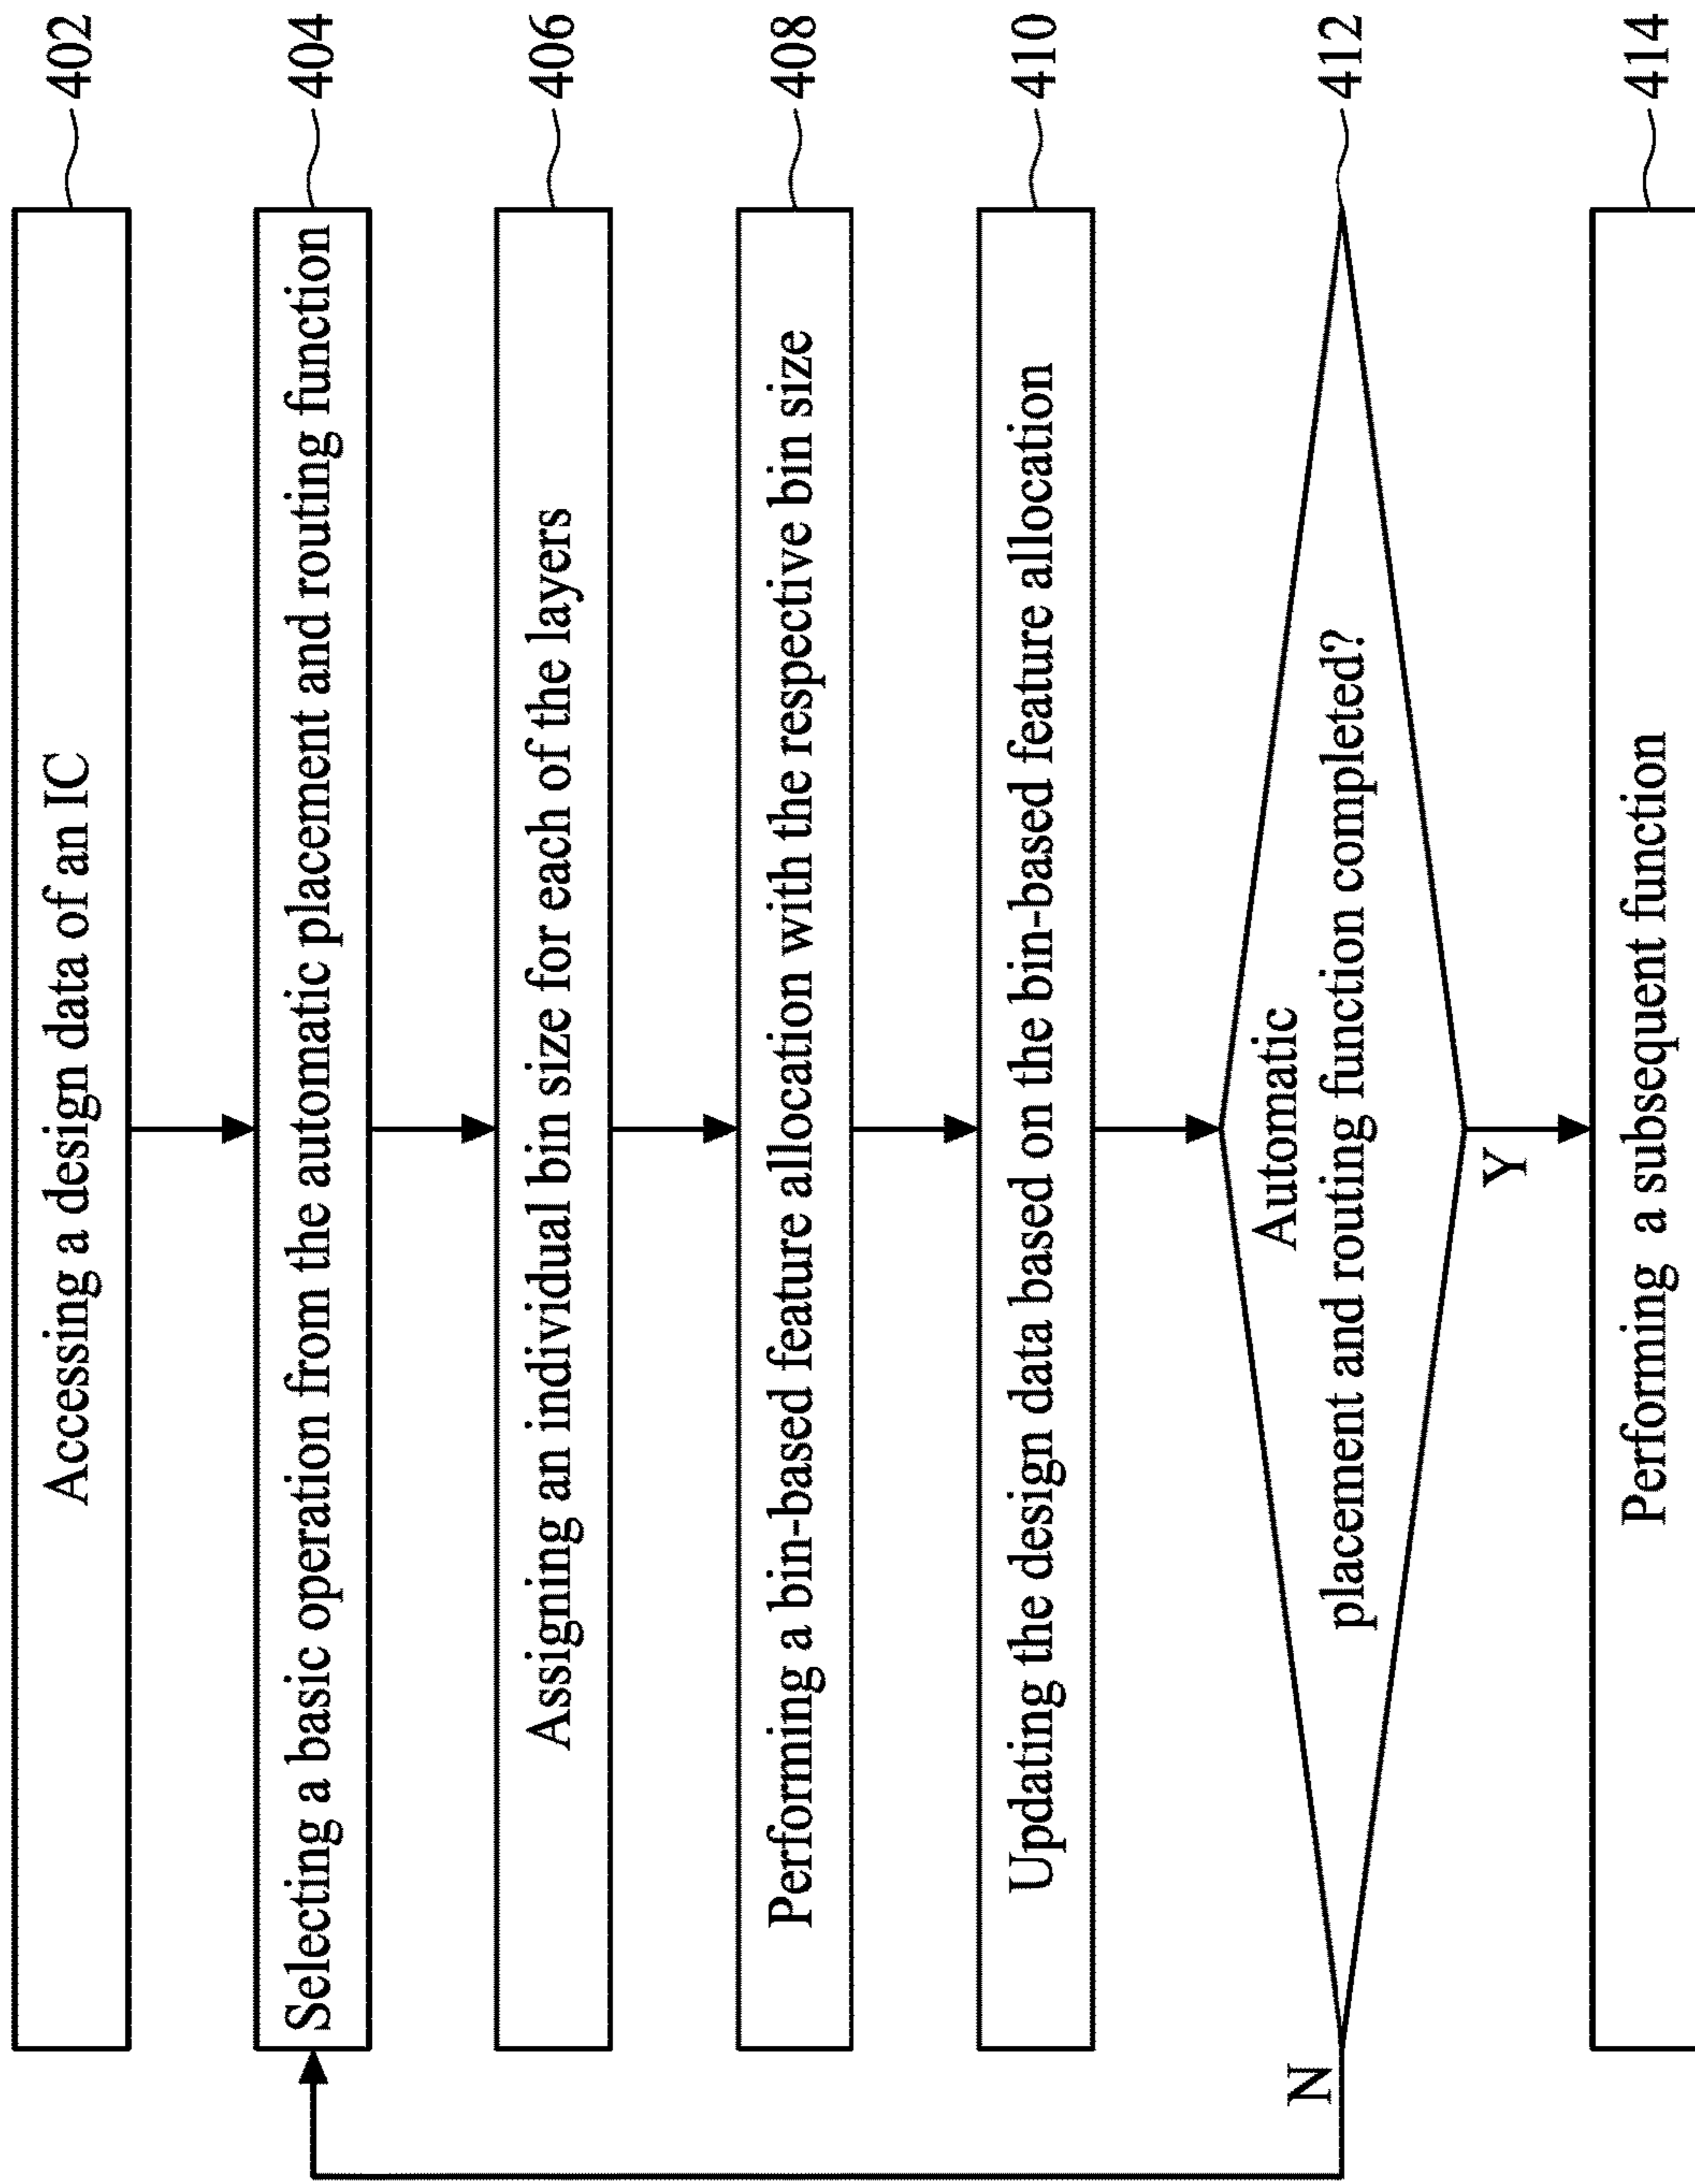 Accessing a design data of an IC
402
Selecting a basic operation from the automatic placement and routing function
404
Assigning an individual bin size for each of the layers
406
Performing a bin-based feature allocation with the respective bin size
408
Updating the design data based on the bin-based feature allocation
410
Automatic
placement and routing function completed?
412
N
Y
Performing a subsequent function
414